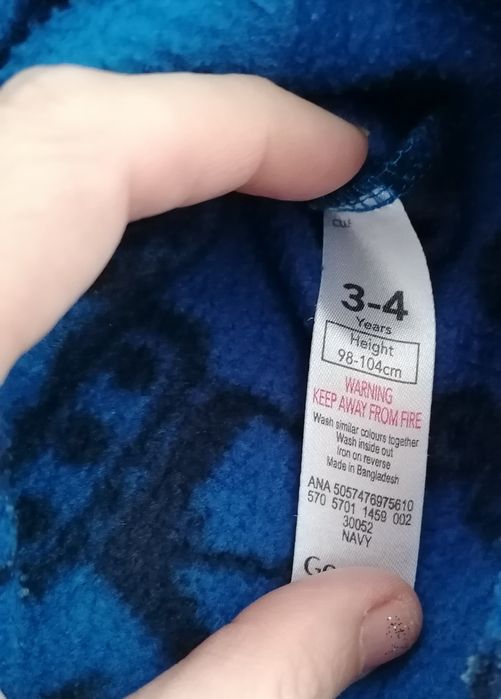 3-4
Years
Height
98-104cm
WARNING
KEEP AWAY FROM FIRE
Wash similar colours together
Wash inside out
Iron on reverse
Made in Bangladesh
ANA 5057476975610
570 5701 1459 002
30052
NAVY